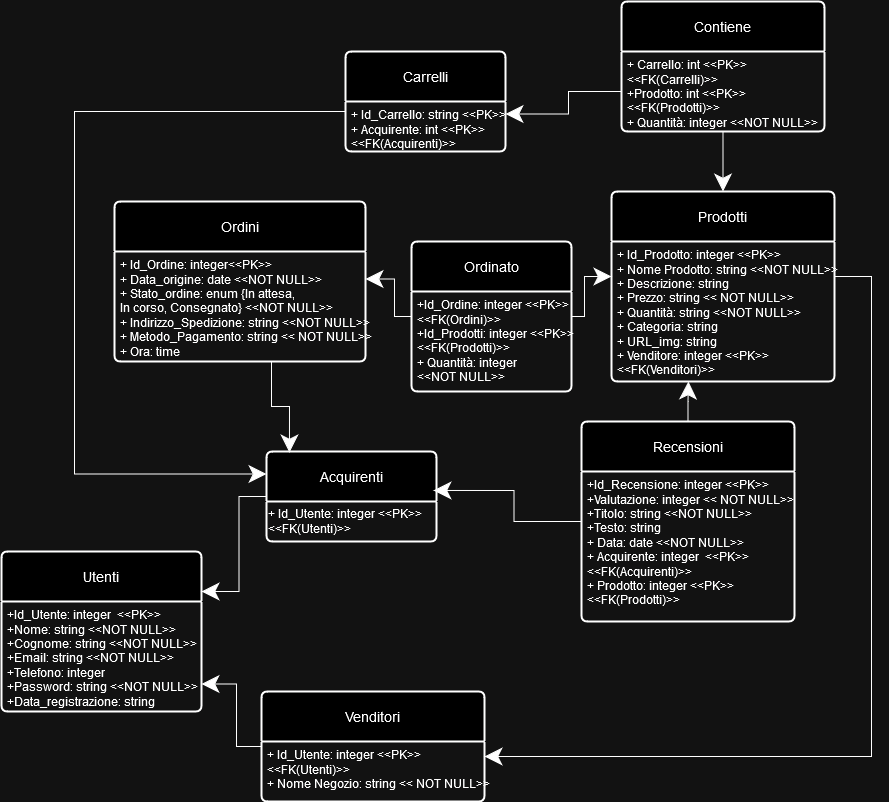 Contiene
+ Carrello: int <<PK>>
<<FK(Carrelli)>>
+Prodotto: int <<PK>>
<<FK(Prodotti)>>
+ Quantità: integer <<NOT NULL>>
Carrelli
+ Id_Carrello: string <<PK>>
+ Acquirente: int <<PK>>
<<FK(Acquirenti)>>
Ordini
+ Id_Ordine: integer<<PK>>
+ Data_origine: date <<NOT NULL>>
+ Stato_ordine: enum {In attesa,
In corso, Consegnato} <<NOT NULL>>
+ Indirizzo_Spedizione: string <<NOT NULL>>
+ Metodo_Pagamento: string << NOT NULL>>
+ Ora: time
Ordinato
+Id_Ordine: integer <<PK>>
<<FK(Ordini)>>
+Id_Prodotti: integer <<PK>>
<<FK(Prodotti)>>
+ Quantità: integer
<<NOT NULL>>
Prodotti
+ Id_Prodotto: integer <<PK>>
+ Nome Prodotto: string <<NOT NULL>>
+ Descrizione: string
+ Prezzo: string << NOT NULL>>
+ Quantità: string <<NOT NULL>>
+ Categoria: string
+ URL_img: string
+ Venditore: integer <<PK>>
<<FK(Venditori)>>
Recensioni
+Id_Recensione: integer <<PK>>
+Valutazione: integer << NOT NULL>>
+Titolo: string <<NOT NULL>>
+Testo: string
+ Data: date <<NOT NULL>>
+ Acquirente: integer  <<PK>>
<<FK(Acquirenti)>>
+ Prodotto: integer <<PK>>
<<FK(Prodotti)>>
Acquirenti
+ Id_Utente: integer <<PK>>
<<FK(Utenti)>>
Utenti
+Id_Utente: integer  <<PK>>
+Nome: string <<NOT NULL>>
+Cognome: string <<NOT NULL>>
+Email: string <<NOT NULL>>
+Telefono: integer
+Password: string <<NOT NULL>>
+Data_registrazione: string
Venditori
+ Id_Utente: integer <<PK>>
<<FK(Utenti)>>
+ Nome Negozio: string << NOT NULL>>